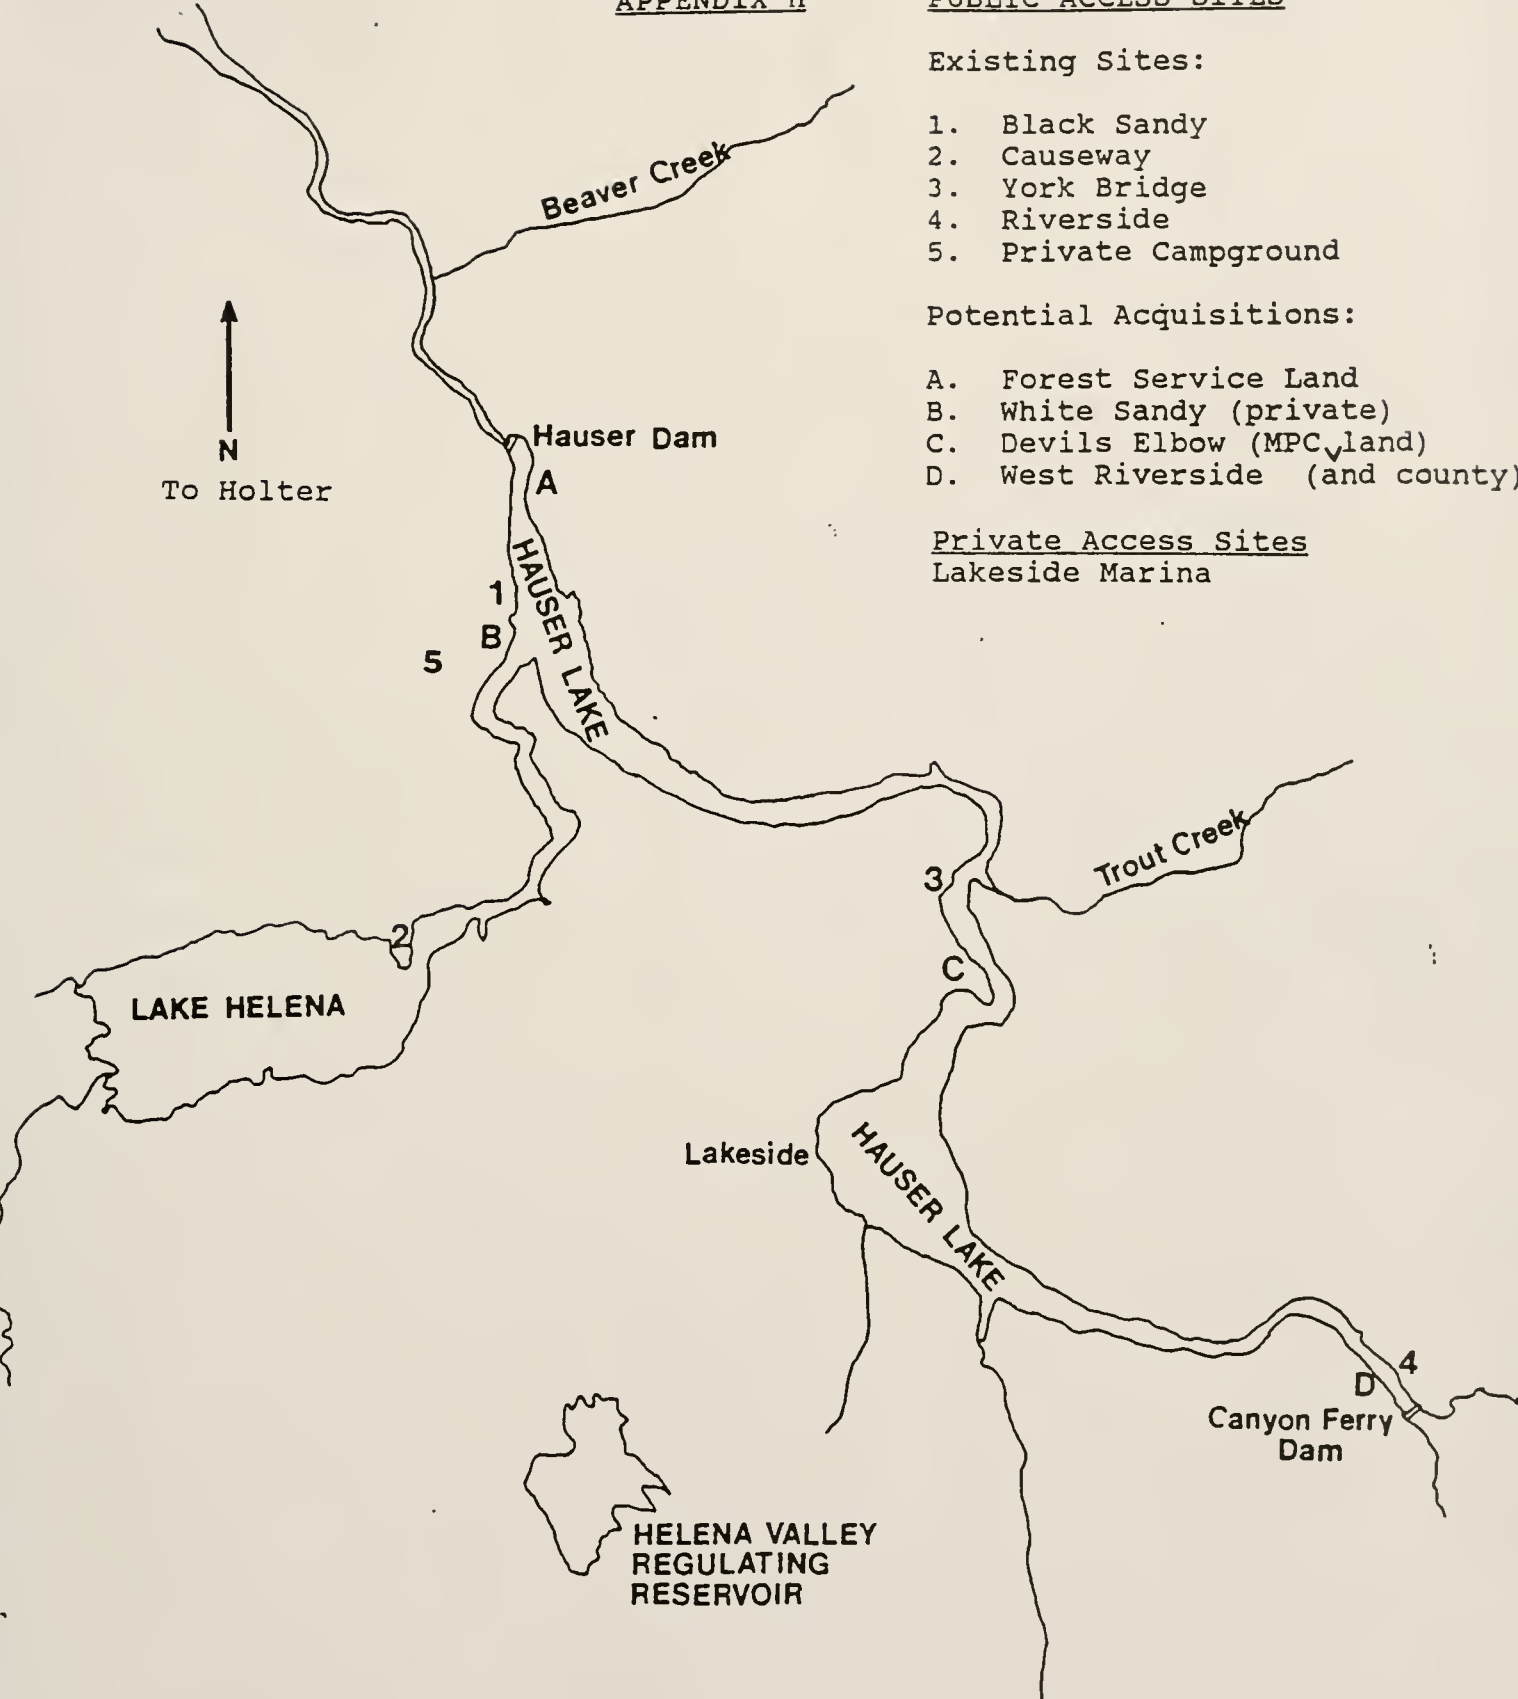 APPENDIX H
PUBLIC ACCESS SITES
Existing Sites:
1. Black Sandy
2. Causeway
3. York Bridge
4. Riverside
5. Private Campground
Potential Acquisitions:
A. Forest Service Land
B. White Sandy (private)
C. Devils Elbow (MPC land)
D. West Riverside (and county)
Private Access Sites
Lakeside Marina
Beaver Creek
N
To Holter
Hauser Dam
A
HAUSER LAKE
1
B
5
Trout Creek
3
2
C
LAKE HELENA
Lakeside
HAUSER LAKE
4
D
Canyon Ferry
Dam
HELENA VALLEY
REGULATING
RESERVOIR